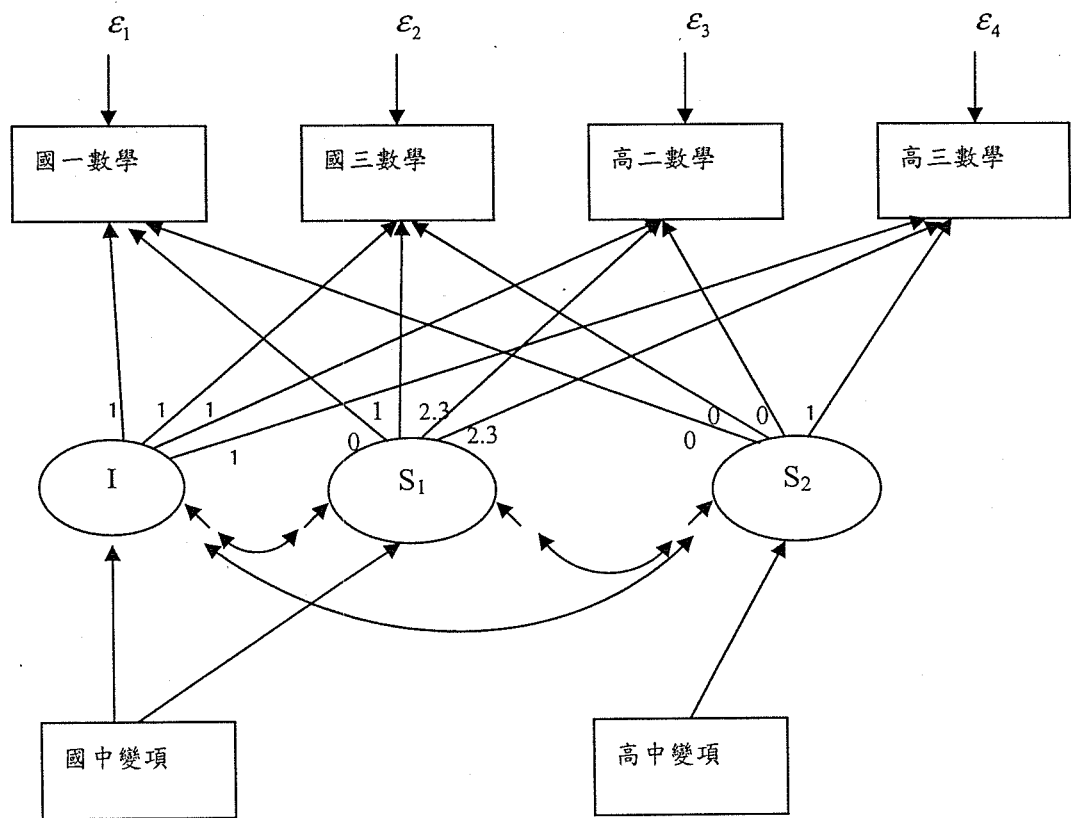 ε1 ε2 ε3 ε4
國一數學 國三數學 高二數學 高三數學
1 1 1 1 2.3 0 0 1
1 0 2.3 0
I S1 S2
國中變項 高中變項